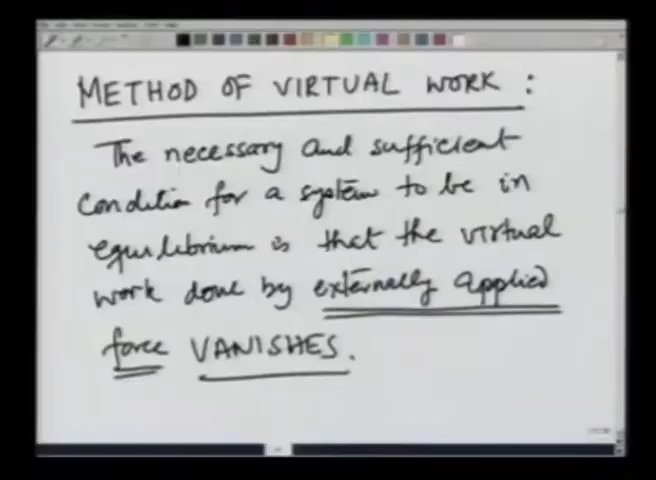 METHOD OF VIRTUAL WORK :
The necessary and sufficient
condition for a system to be in
equilibrium is that the virtual
work done by externally applied
force VANISHES.